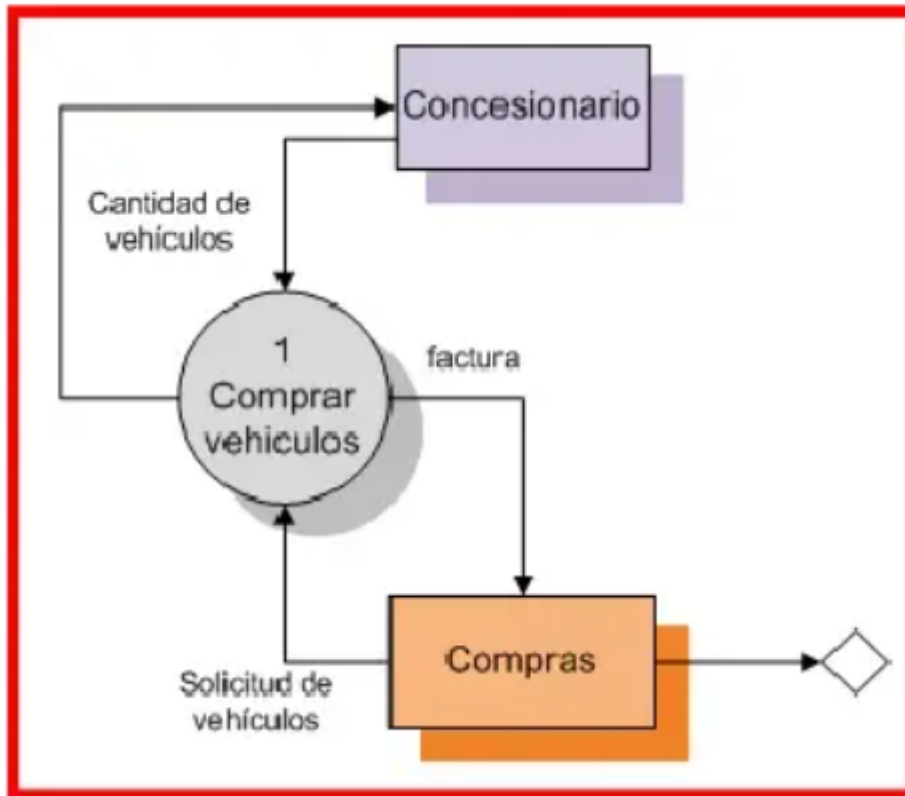 Concesionario
Cantidad de
vehículos
1
Comprar
vehiculos
factura
Compras
Solicitud de
vehículos